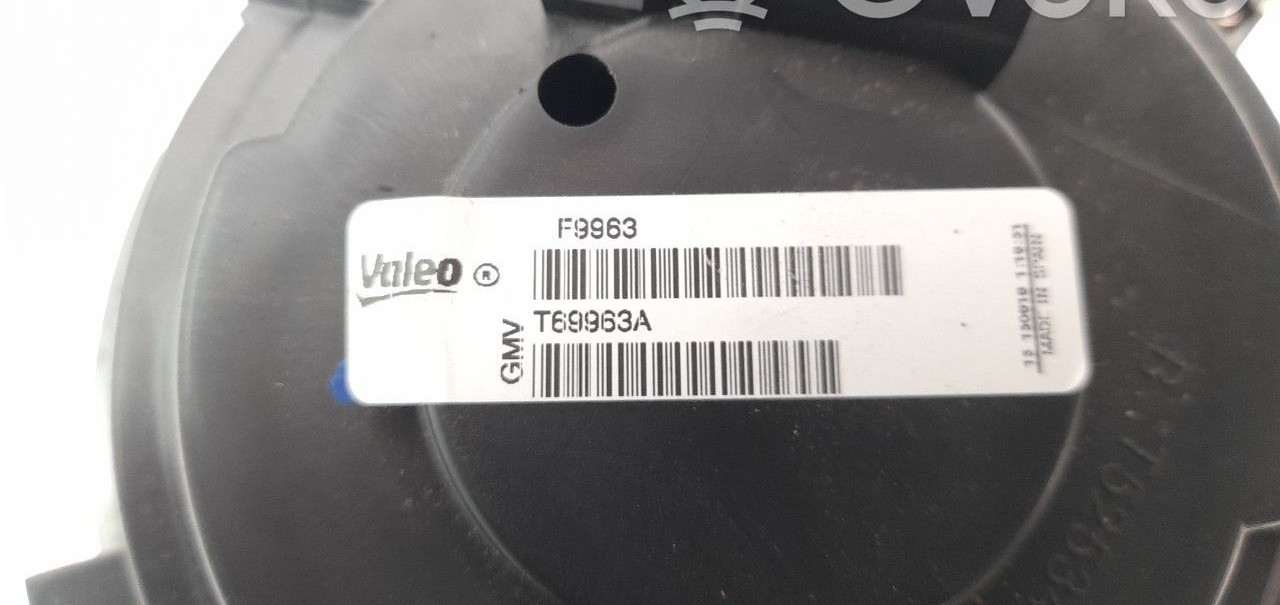 F9963
Valeo ®
T69963A
GMV
MADE IN SPAIN